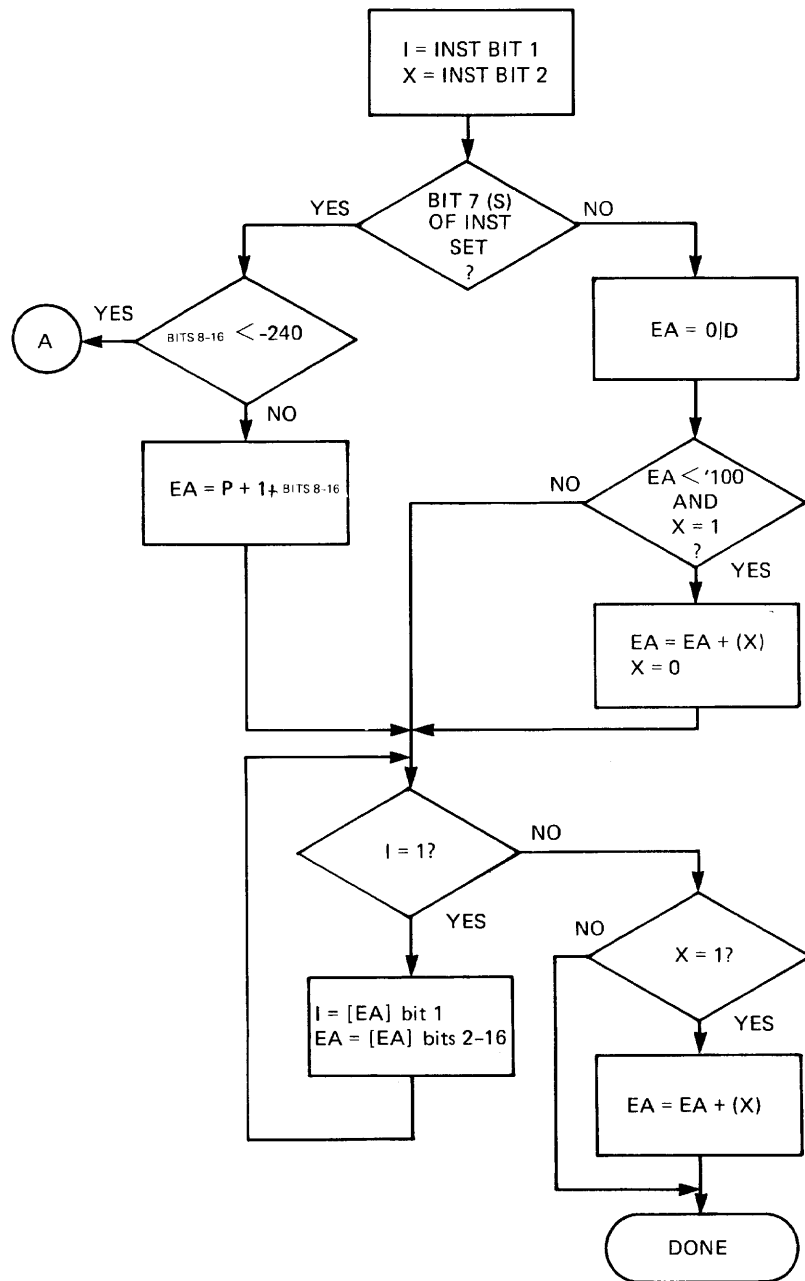 I = INST BIT 1
X = INST BIT 2
BIT 7 (S)
OF INST
SET
?
YES
NO
BITS 8-16 < -240
YES
A
NO
EA = P + 1+ BITS 8-16
EA = 0|D
EA < '100
AND
X = 1
?
NO
YES
EA = EA + (X)
X = 0
I = 1?
NO
YES
I = [EA] bit 1
EA = [EA] bits 2-16
X = 1?
NO
YES
EA = EA + (X)
DONE